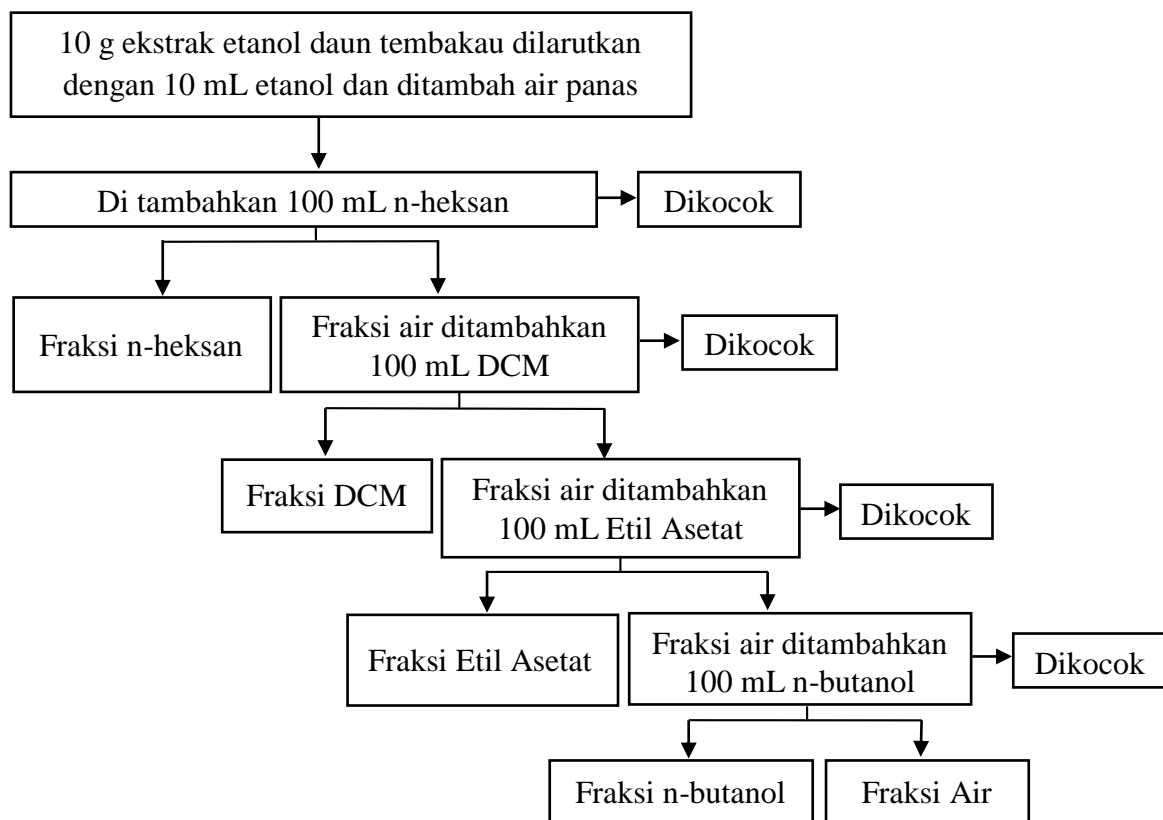 10 g ekstrak etanol daun tembakau dilarutkan
dengan 10 mL etanol dan ditambah air panas
Di tambahkan 100 mL n-heksan
Dikocok
Fraksi n-heksan
Fraksi air ditambahkan
100 mL DCM
Dikocok
Fraksi DCM
Fraksi air ditambahkan
100 mL Etil Asetat
Dikocok
Fraksi Etil Asetat
Fraksi air ditambahkan
100 mL n-butanol
Dikocok
Fraksi n-butanol
Fraksi Air